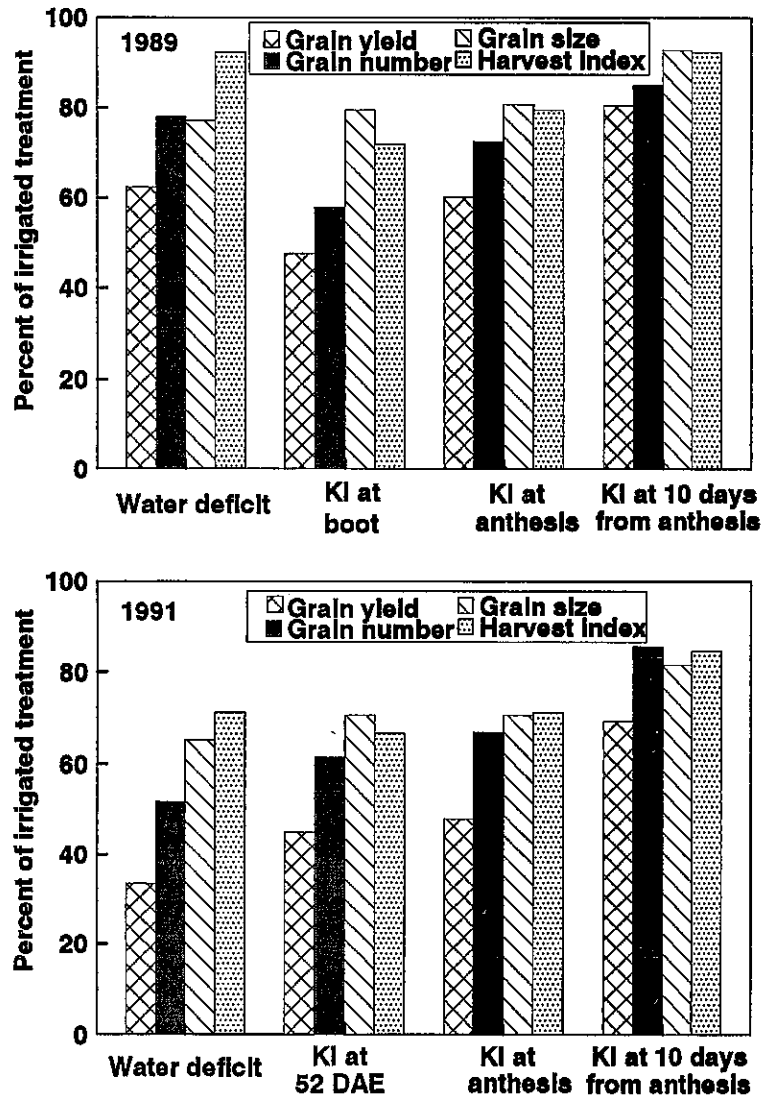 Percent of irrigated treatment
100
80
60
40
20
0
1989
Grain yield Grain size
Grain number Harvest index
Water deficit
KI at
boot
KI at
anthesis
KI at 10 days
from anthesis
Percent of irrigated treatment
100
80
60
40
20
0
1991
Grain yield Grain size
Grain number Harvest index
Water deficit
KI at
52 DAE
KI at
anthesis
KI at 10 days
from anthesis